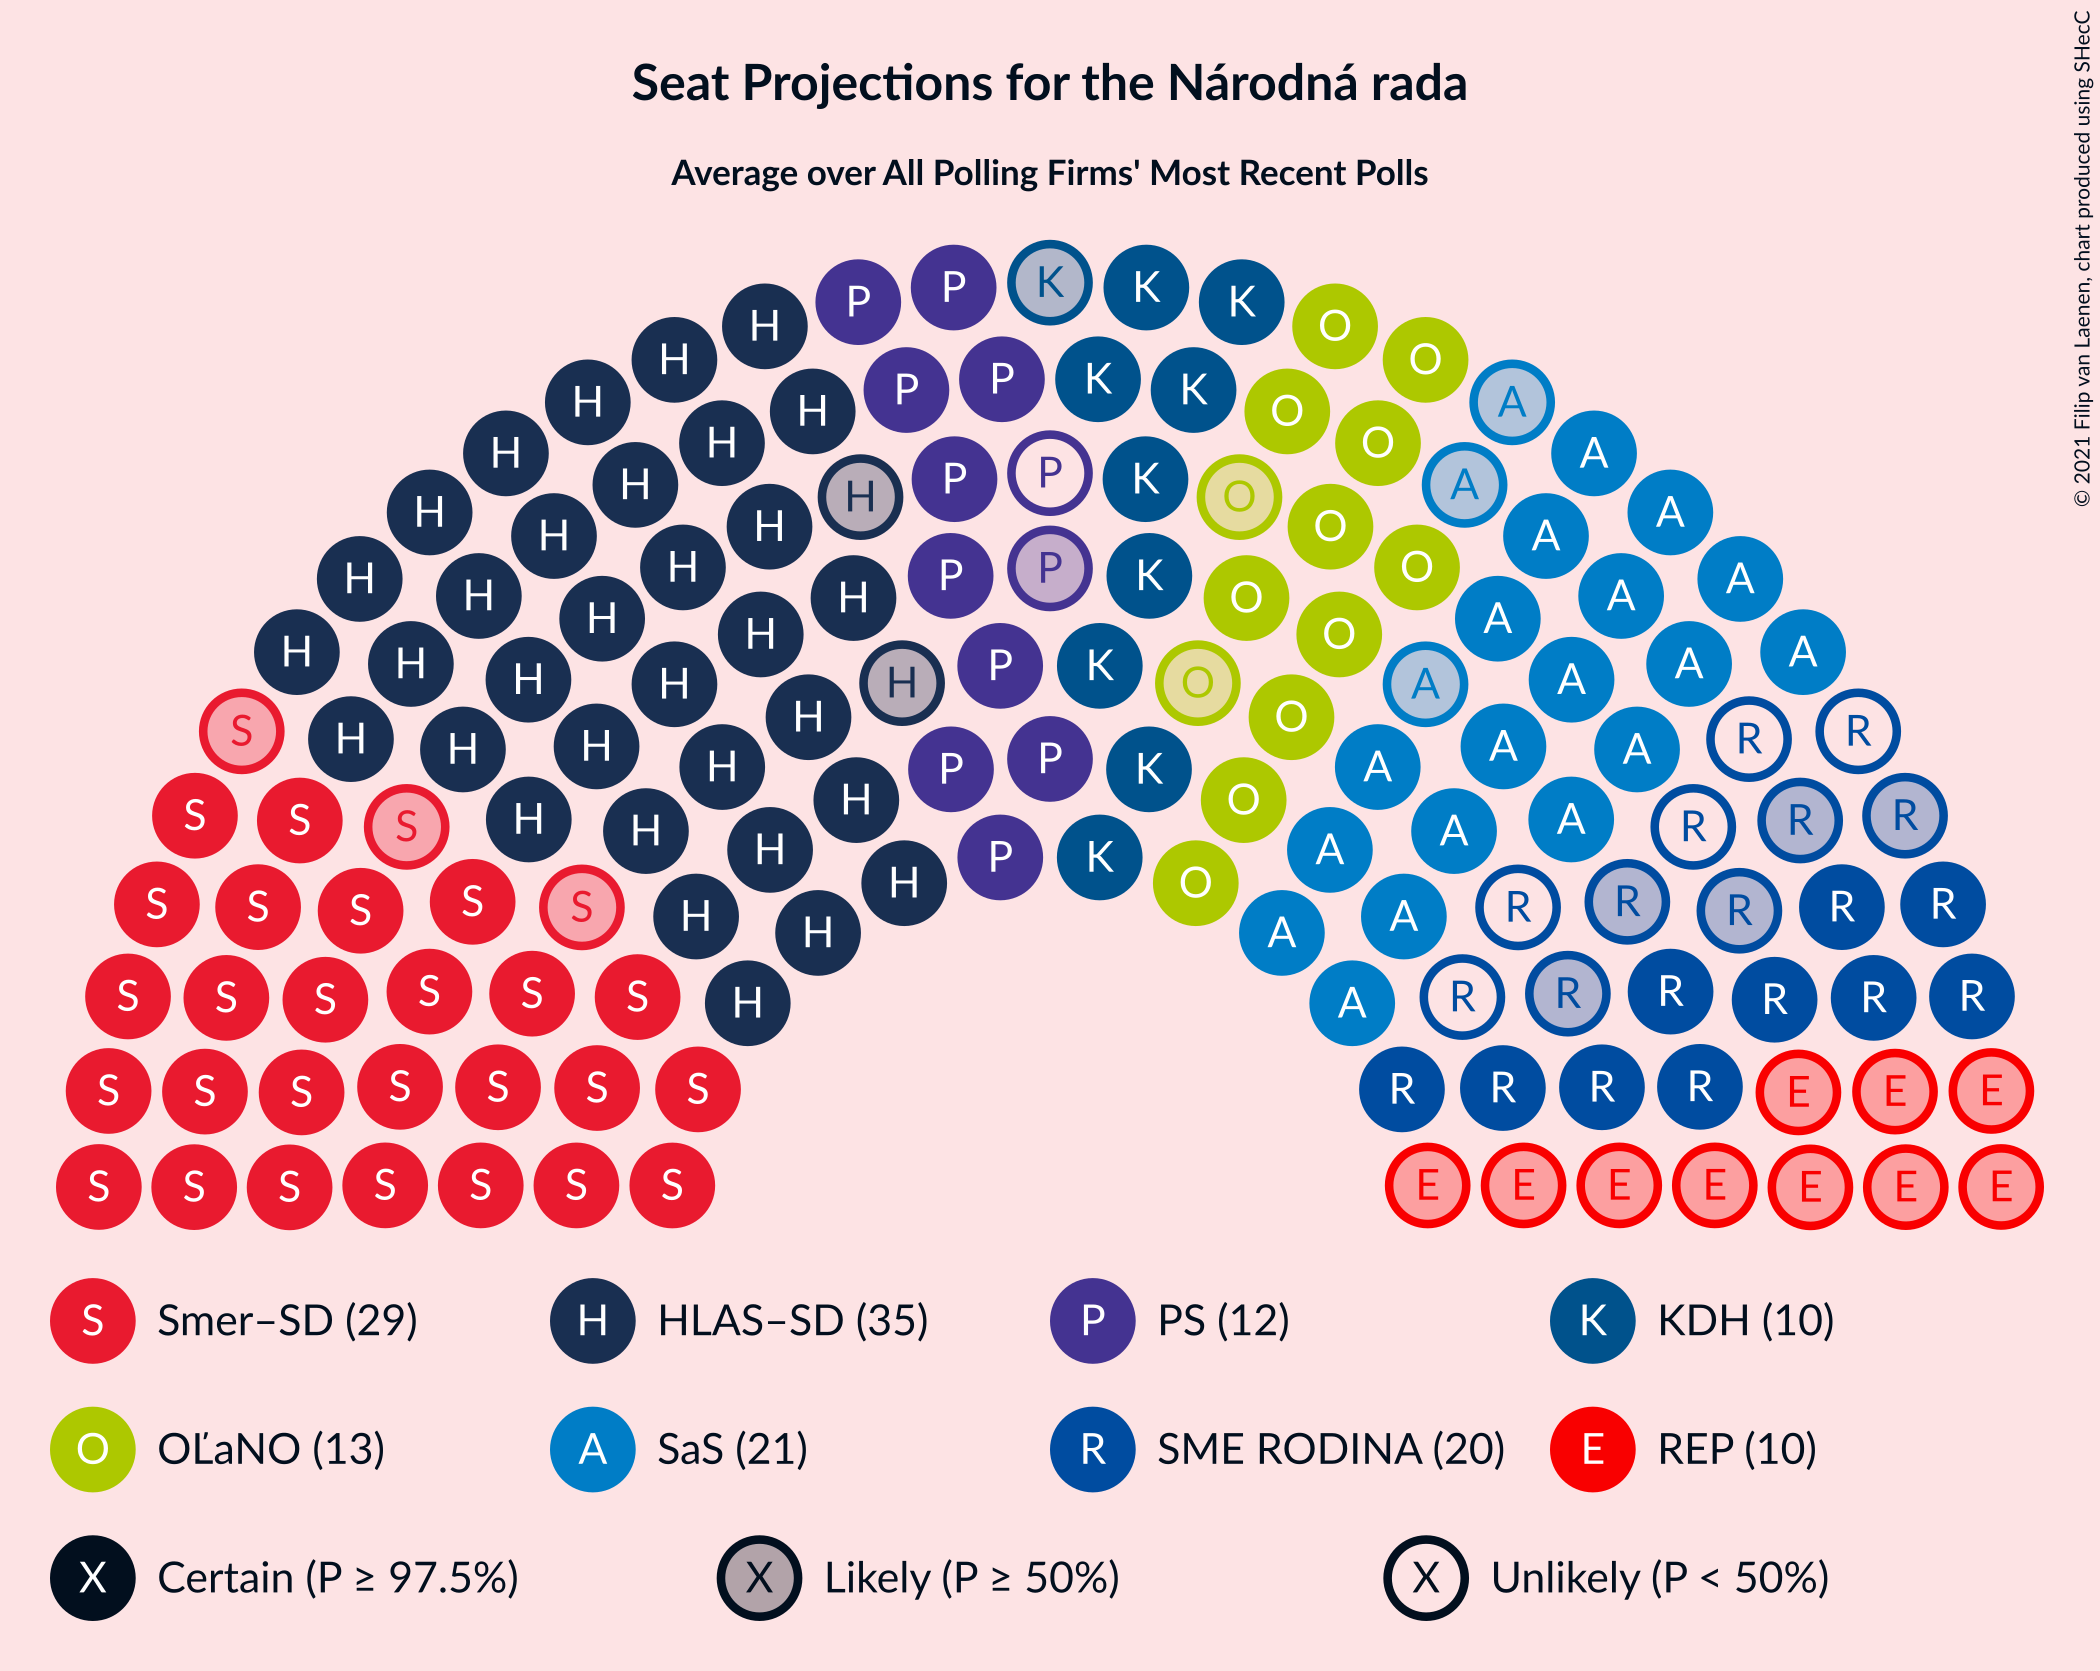 Seat Projections for the Národná rada
Average over All Polling Firms' Most Recent Polls
© 2021 Filip van Laenen, chart produced using SHecC
P P K K K
H H O O
H P P K K O A
H H H O A
H H P P K O O A
H H H O A A
H H H P P K O O A A
H H H O A A
H H H P K O A A
H H H H O A A A
S H H H H P P K O A A A R R
S S S H H H H O A A A R R R
S S S S S H H H P K O A A R R R R R
S S S S S S H A R R R R R R
S S S S S S S R R R R E E E
S S S S S S S E E E E E E E
S Smer–SD (29) H HLAS–SD (35) P PS (12) K KDH (10)
O OĽaNO (13) A SaS (21) R SME RODINA (20) E REP (10)
X Certain (P ≥ 97.5%) X Likely (P ≥ 50%) X Unlikely (P < 50%)